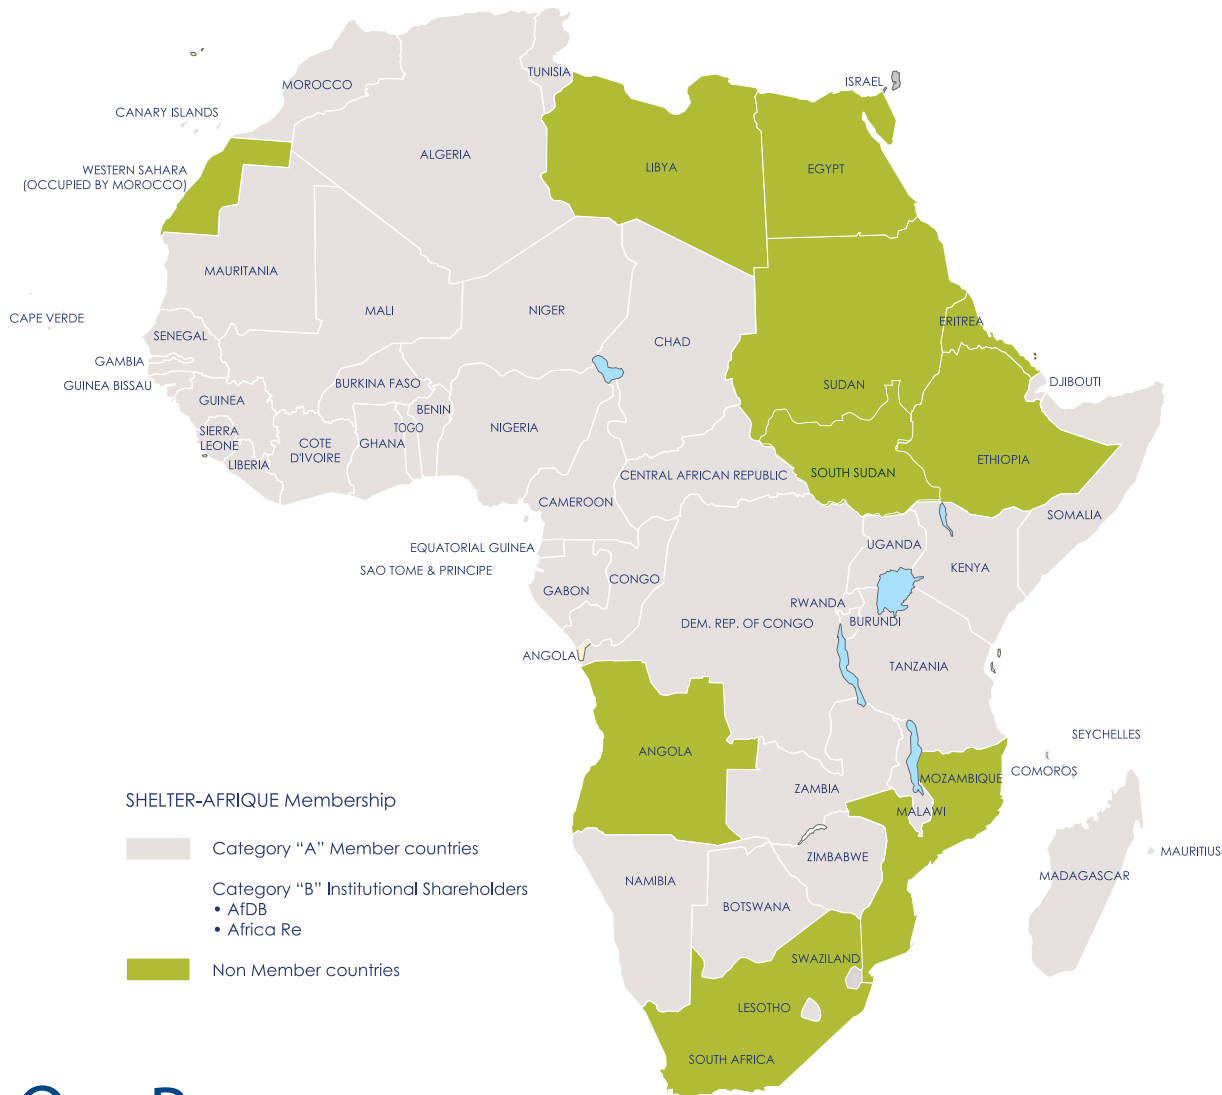 ISRAEL
TUNISIA
MOROCCO
CANARY ISLANDS
ALGERIA
LIBYA
EGYPT
WESTERN SAHARA
(OCCUPIED BY MOROCCO)
MAURITANIA
MALI
NIGER
CHAD
CAPE VERDE
SENEGAL
ERITREA
GAMBIA
GUINEA BISSAU
BURKINA FASO
SUDAN
DJIBOUTI
GUINEA
BENIN
SIERRA
LEONE
COTE
D'IVOIRE
GHANA
TOGO
NIGERIA
LIBERIA
ETHIOPIA
CENTRAL AFRICAN REPUBLIC
SOUTH SUDAN
CAMEROON
SOMALIA
EQUATORIAL GUINEA
UGANDA
SAO TOME & PRINCIPE
GABON
CONGO
KENYA
RWANDA
DEM. REP. OF CONGO
BURUNDI
ANGOLA
TANZANIA
SEYCHELLES
ANGOLA
MOZAMBIQUE
COMOROS
ZAMBIA
MALAWI
SHELTER-AFRIQUE Membership
Category “A” Member countries
Category “B” Institutional Shareholders
• AfDB
• Africa Re
Non Member countries
ZIMBABWE
MAURITIUS
NAMIBIA
MADAGASCAR
BOTSWANA
SWAZILAND
LESOTHO
SOUTH AFRICA